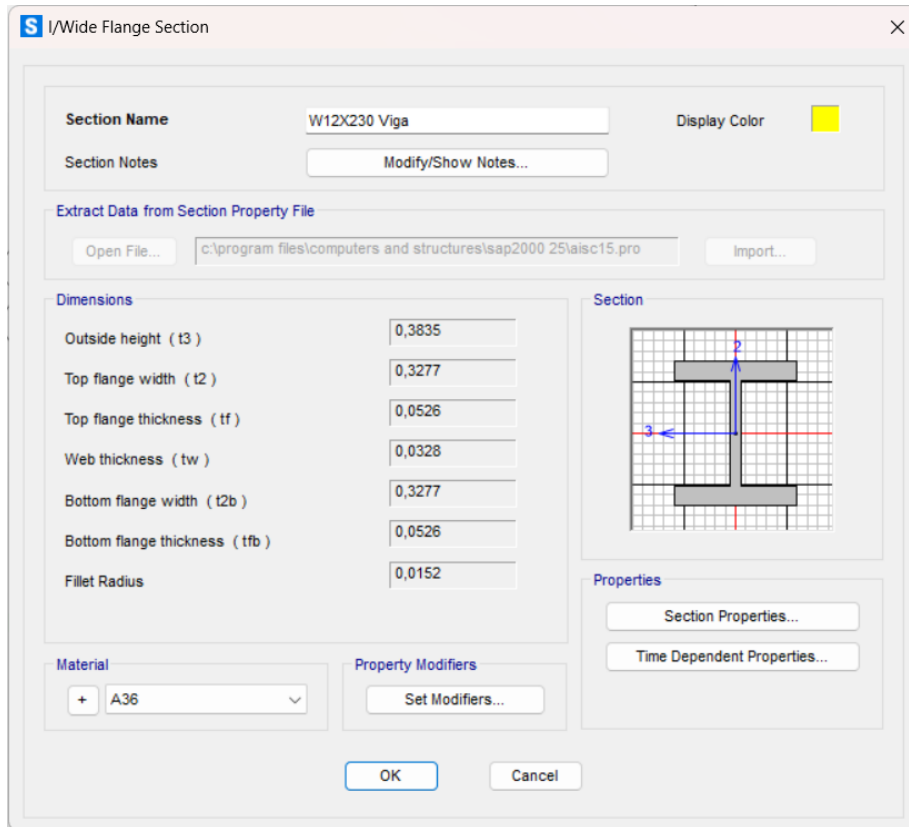 S I/Wide Flange Section
Section Name W12X230 Viga Display Color
Section Notes Modify/Show Notes...
Extract Data from Section Property File
Open File... c:\program files\computers and structures\sap2000 25\aisc15.pro Import...
Dimensions
Outside height ( t3 ) 0,3835
Top flange width ( t2 ) 0,3277
Top flange thickness ( tf ) 0,0526
Web thickness ( tw ) 0,0328
Bottom flange width ( t2b ) 0,3277
Bottom flange thickness ( tfb ) 0,0526
Fillet Radius 0,0152
Section
2
3
Properties
Section Properties...
Time Dependent Properties...
Material
+ A36
Property Modifiers
Set Modifiers...
OK Cancel